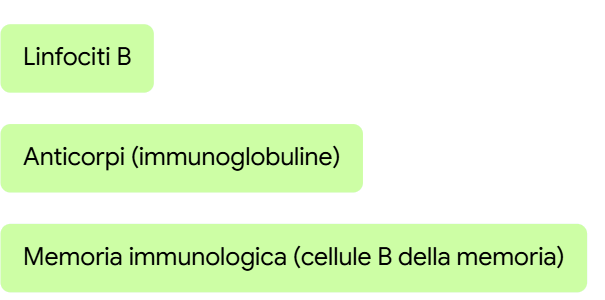 Linfociti B
Anticorpi (immunoglobuline)
Memoria immunologica (cellule B della memoria)